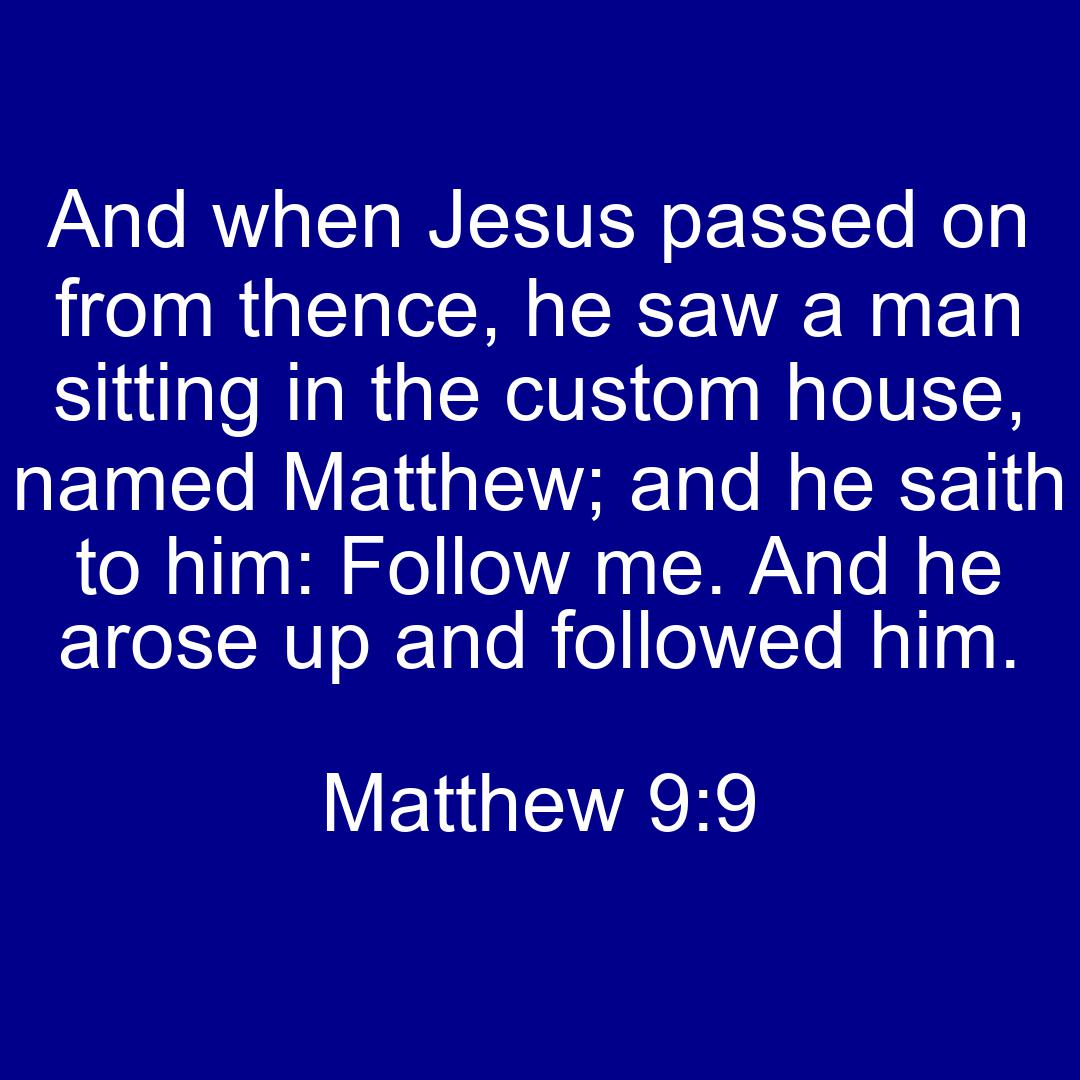 And when Jesus passed on
from thence, he saw a man
sitting in the custom house,
named Matthew; and he saith
to him: Follow me. And he
arose up and followed him.
Matthew 9:9